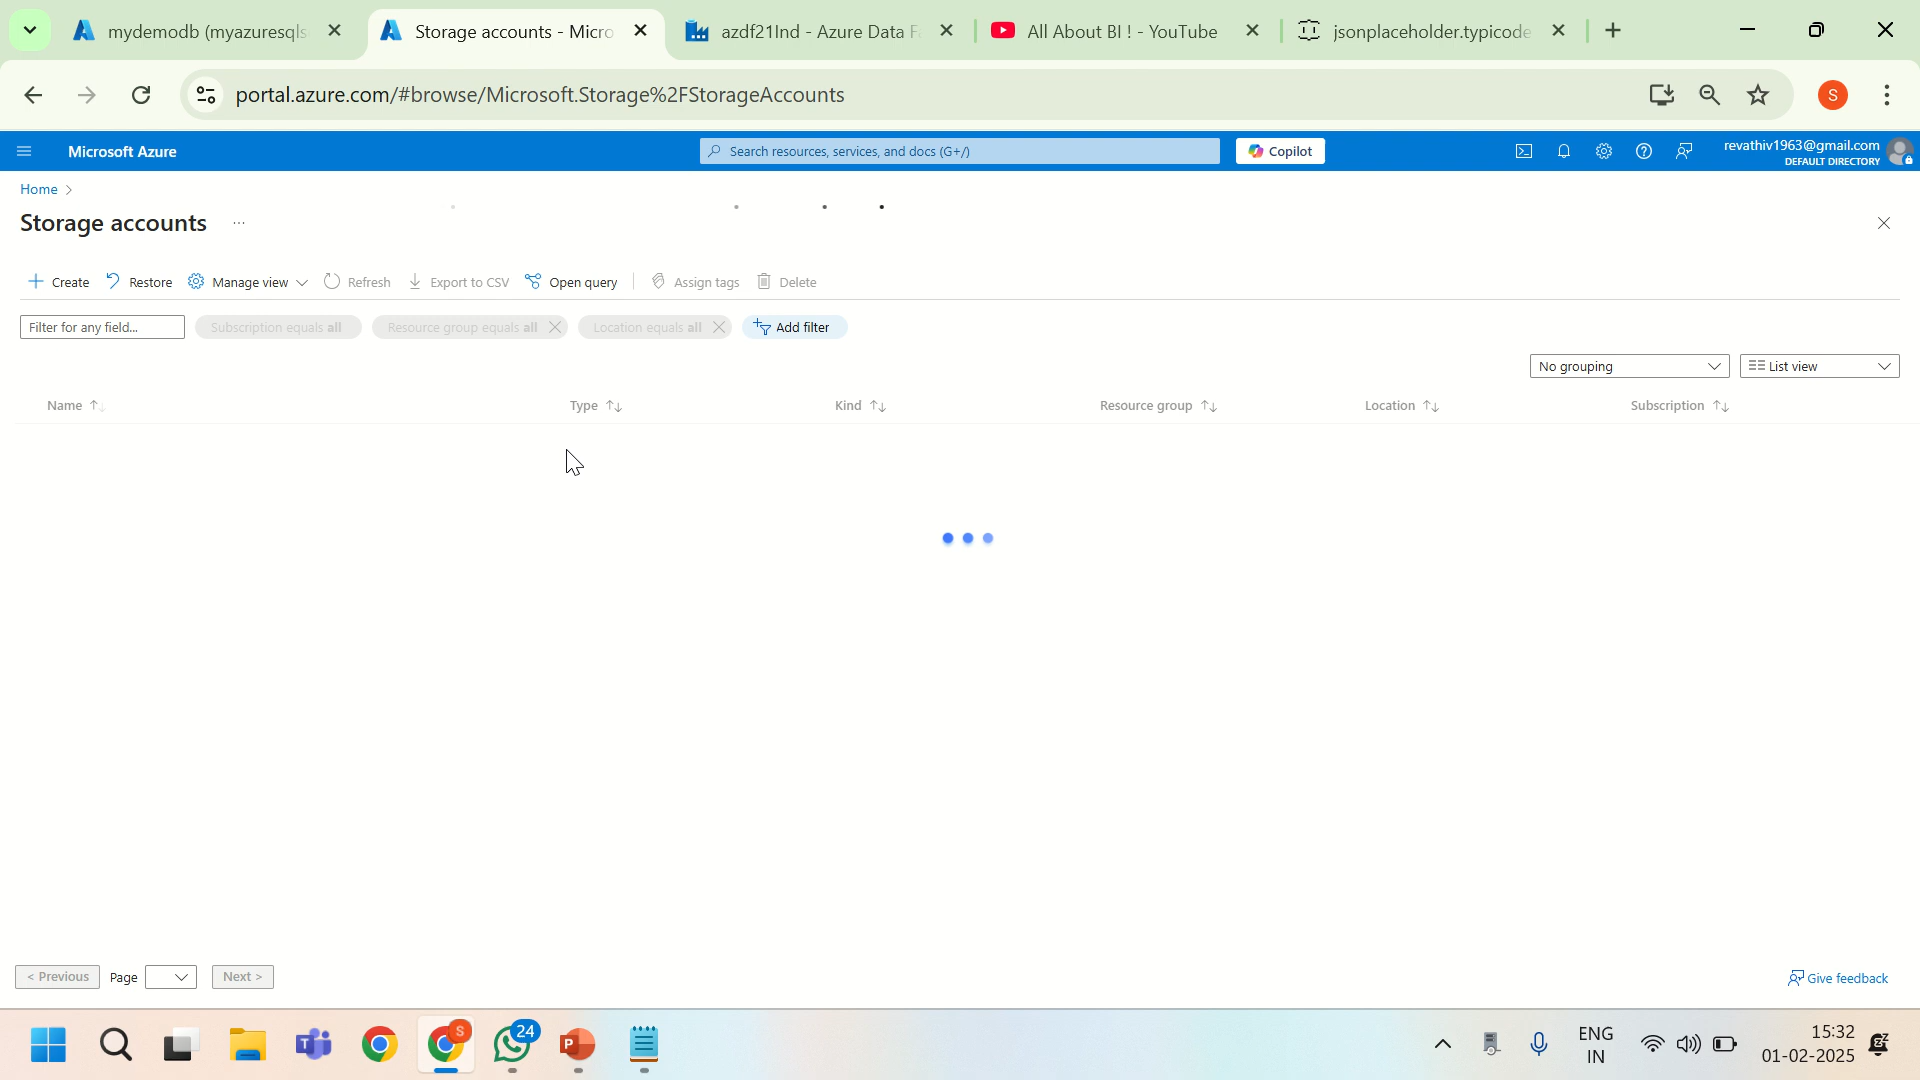 mydemodb (myazuresqls
Storage accounts - Micro
azdf21Ind - Azure Data F
All About BI ! - YouTube
jsonplaceholder.typicode
portal.azure.com/#browse/Microsoft.Storage%2FStorageAccounts
S
Microsoft Azure
Search resources, services, and docs (G+/)
Copilot
revathiv1963@gmail.com
DEFAULT DIRECTORY
Home >
Storage accounts ...
Create
Restore
Manage view
Refresh
Export to CSV
Open query
Assign tags
Delete
Filter for any field...
Subscription equals all
Resource group equals all
Location equals all
Add filter
No grouping
List view
Name
Type
Kind
Resource group
Location
Subscription
< Previous
Page
Next >
Give feedback
S
24
ENG
IN
15:32
01-02-2025